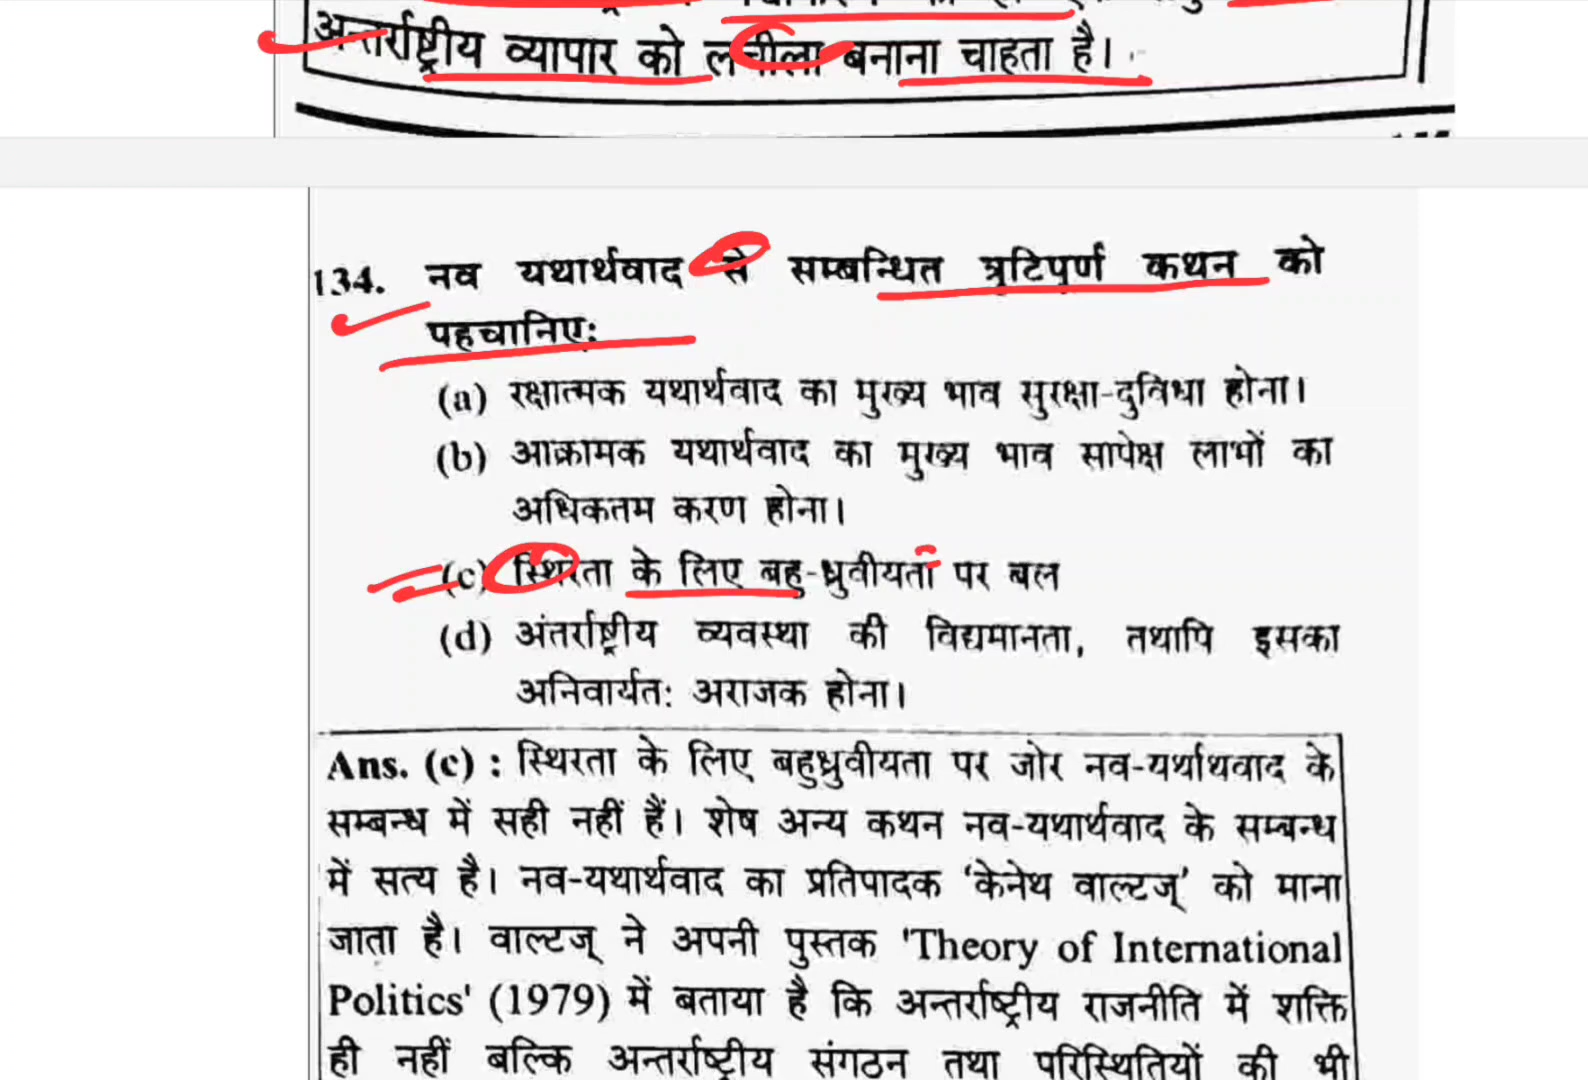 अन्तर्राष्ट्रीय व्यापार को लचीला बनाना चाहता है।
134. नव यथार्थवाद से सम्बन्धित त्रुटिपुर्ण कथन को
पहचानिए:
(a) रक्षात्मक यथार्थवाद का मुख्य भाव सुरक्षा-दुविधा होना।
(b) आक्रामक यथार्थवाद का मुख्य भाव सापेक्ष लाभों का
अधिकतम करण होना।
(c) स्थिरता के लिए बहु-ध्रुवीयता पर बल
(d) अंतर्राष्ट्रीय व्यवस्था की विद्यमानता, तथापि इसका
अनिवार्यत: अराजक होना।
Ans. (c) : स्थिरता के लिए बहुध्रुवीयता पर जोर नव-यर्थाथवाद के
सम्बन्ध में सही नहीं हैं। शेष अन्य कथन नव-यथार्थवाद के सम्बन्ध
में सत्य है। नव-यथार्थवाद का प्रतिपादक 'केनेथ वाल्टज्' को माना
जाता है। वाल्टज् ने अपनी पुस्तक 'Theory of International
Politics' (1979) में बताया है कि अन्तर्राष्ट्रीय राजनीति में शक्ति
ही नहीं बल्कि अन्तर्राष्ट्रीय संगठन तथा परिस्थितियों की भी